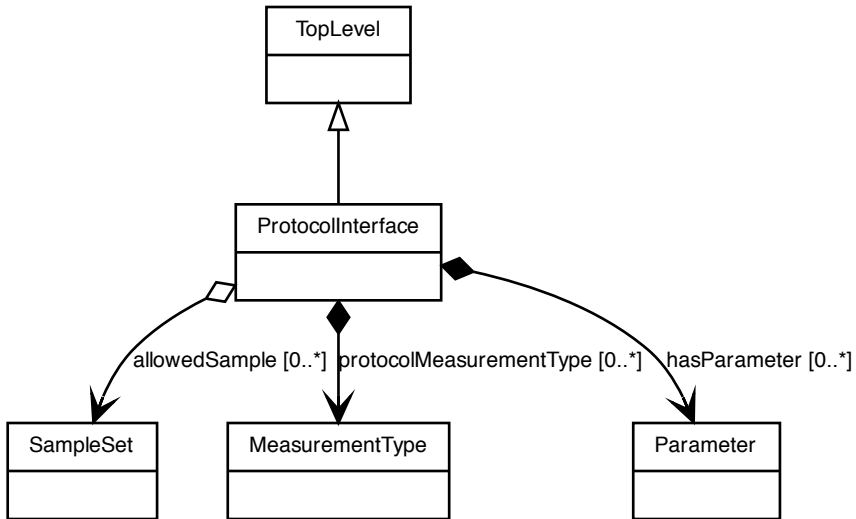 TopLevel
ProtocolInterface
allowedSample [0..*]
protocolMeasurementType [0..*]
hasParameter [0..*]
SampleSet
MeasurementType
Parameter